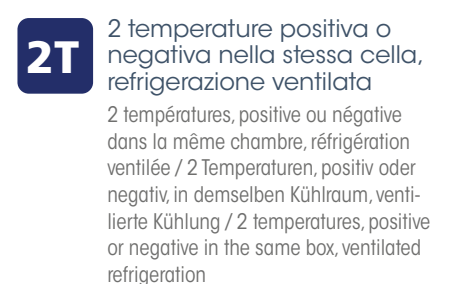 2T
2 temperature positiva o
negativa nella stessa cella,
refrigerazione ventilata
2 températures, positive ou négative
dans la même chambre, réfrigération
ventilée / 2 Temperaturen, positiv oder
negativ, in demselben Kühlraum, venti-
lierte Kühlung / 2 temperatures, positive
or negative in the same box, ventilated
refrigeration